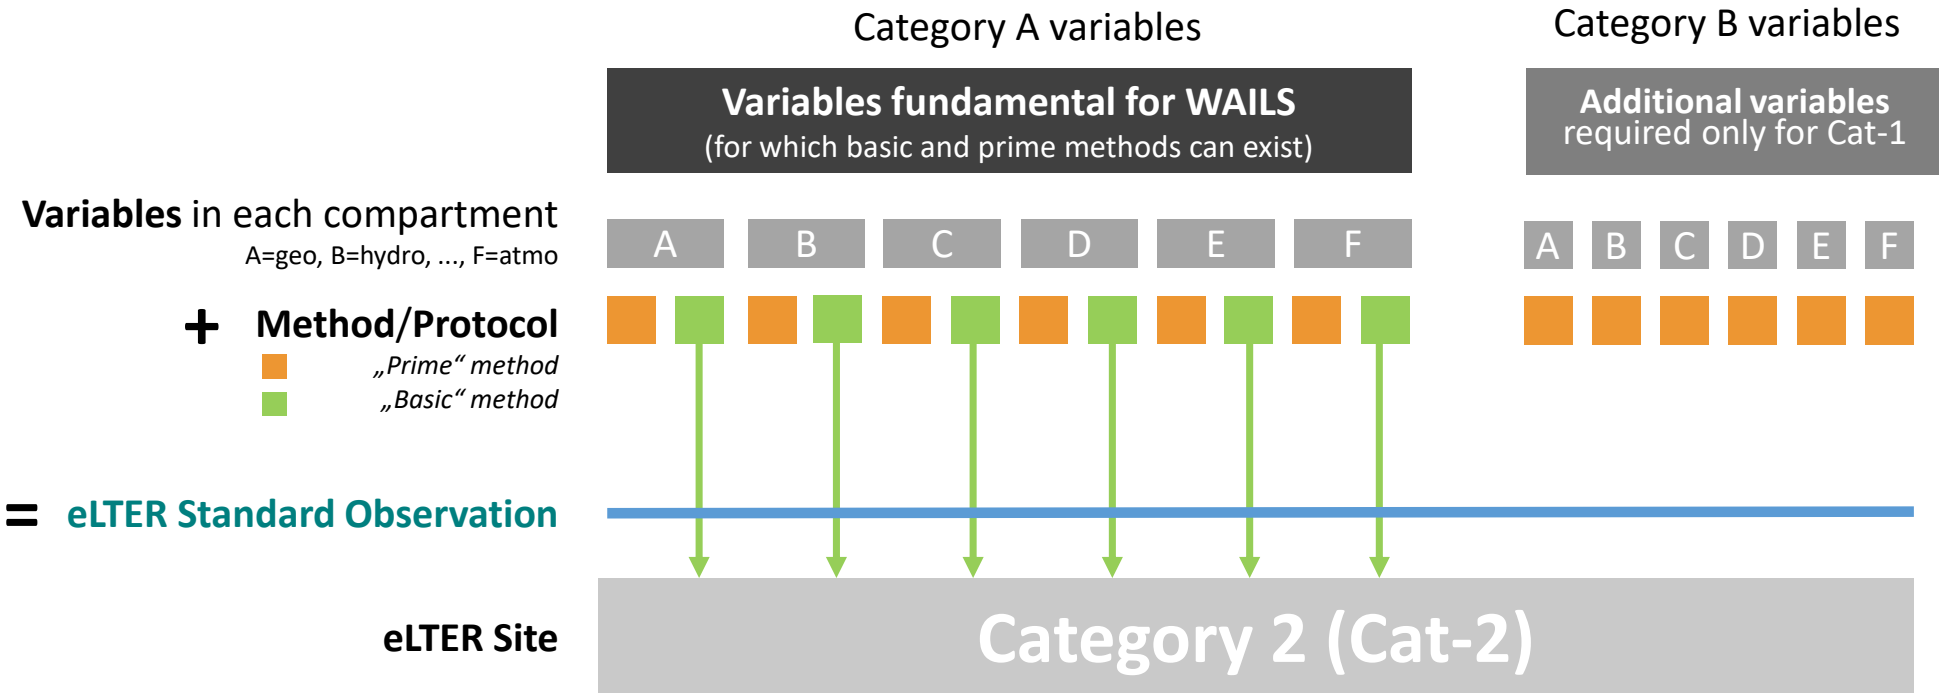 Category A variables
Category B variables
Variables fundamental for WAILS
(for which basic and prime methods can exist)
Additional variables
required only for Cat-1
Variables in each compartment
A=geo, B=hydro, ..., F=atmo
A B C D E F
A B C D E F
+ Method/Protocol
„Prime“ method
„Basic“ method
= eLTER Standard Observation
eLTER Site
Category 2 (Cat-2)